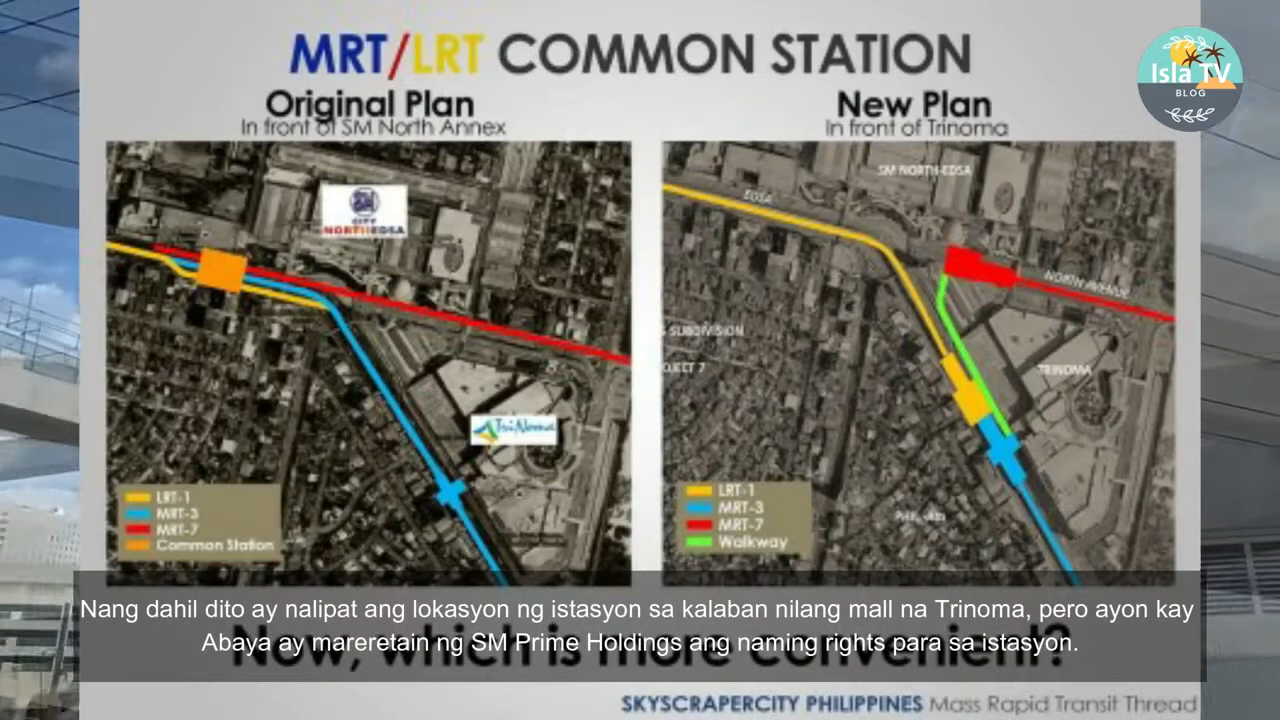 MRT/LRT COMMON STATION
Isla TV
BLOG
Original Plan
In front of SM North Annex
New Plan
In front of Trinoma
SM
CITY
NORTH EDSA
TriNoma
LRT-1
MRT-3
MRT-7
Common Station
SM NORTH EDSA
EDSA
NORTH AVENUE
SUBDIVISION
TRINOMA
LRT-1
MRT-3
MRT-7
Walkway
Nang dahil dito ay nalipat ang lokasyon ng istasyon sa kalaban nilang mall na Trinoma, pero ayon kay
Abaya ay mareretain ng SM Prime Holdings ang naming rights para sa istasyon.
Now, which is more convenient?
SKYSCRAPERCITY PHILIPPINES Mass Rapid Transit Thread